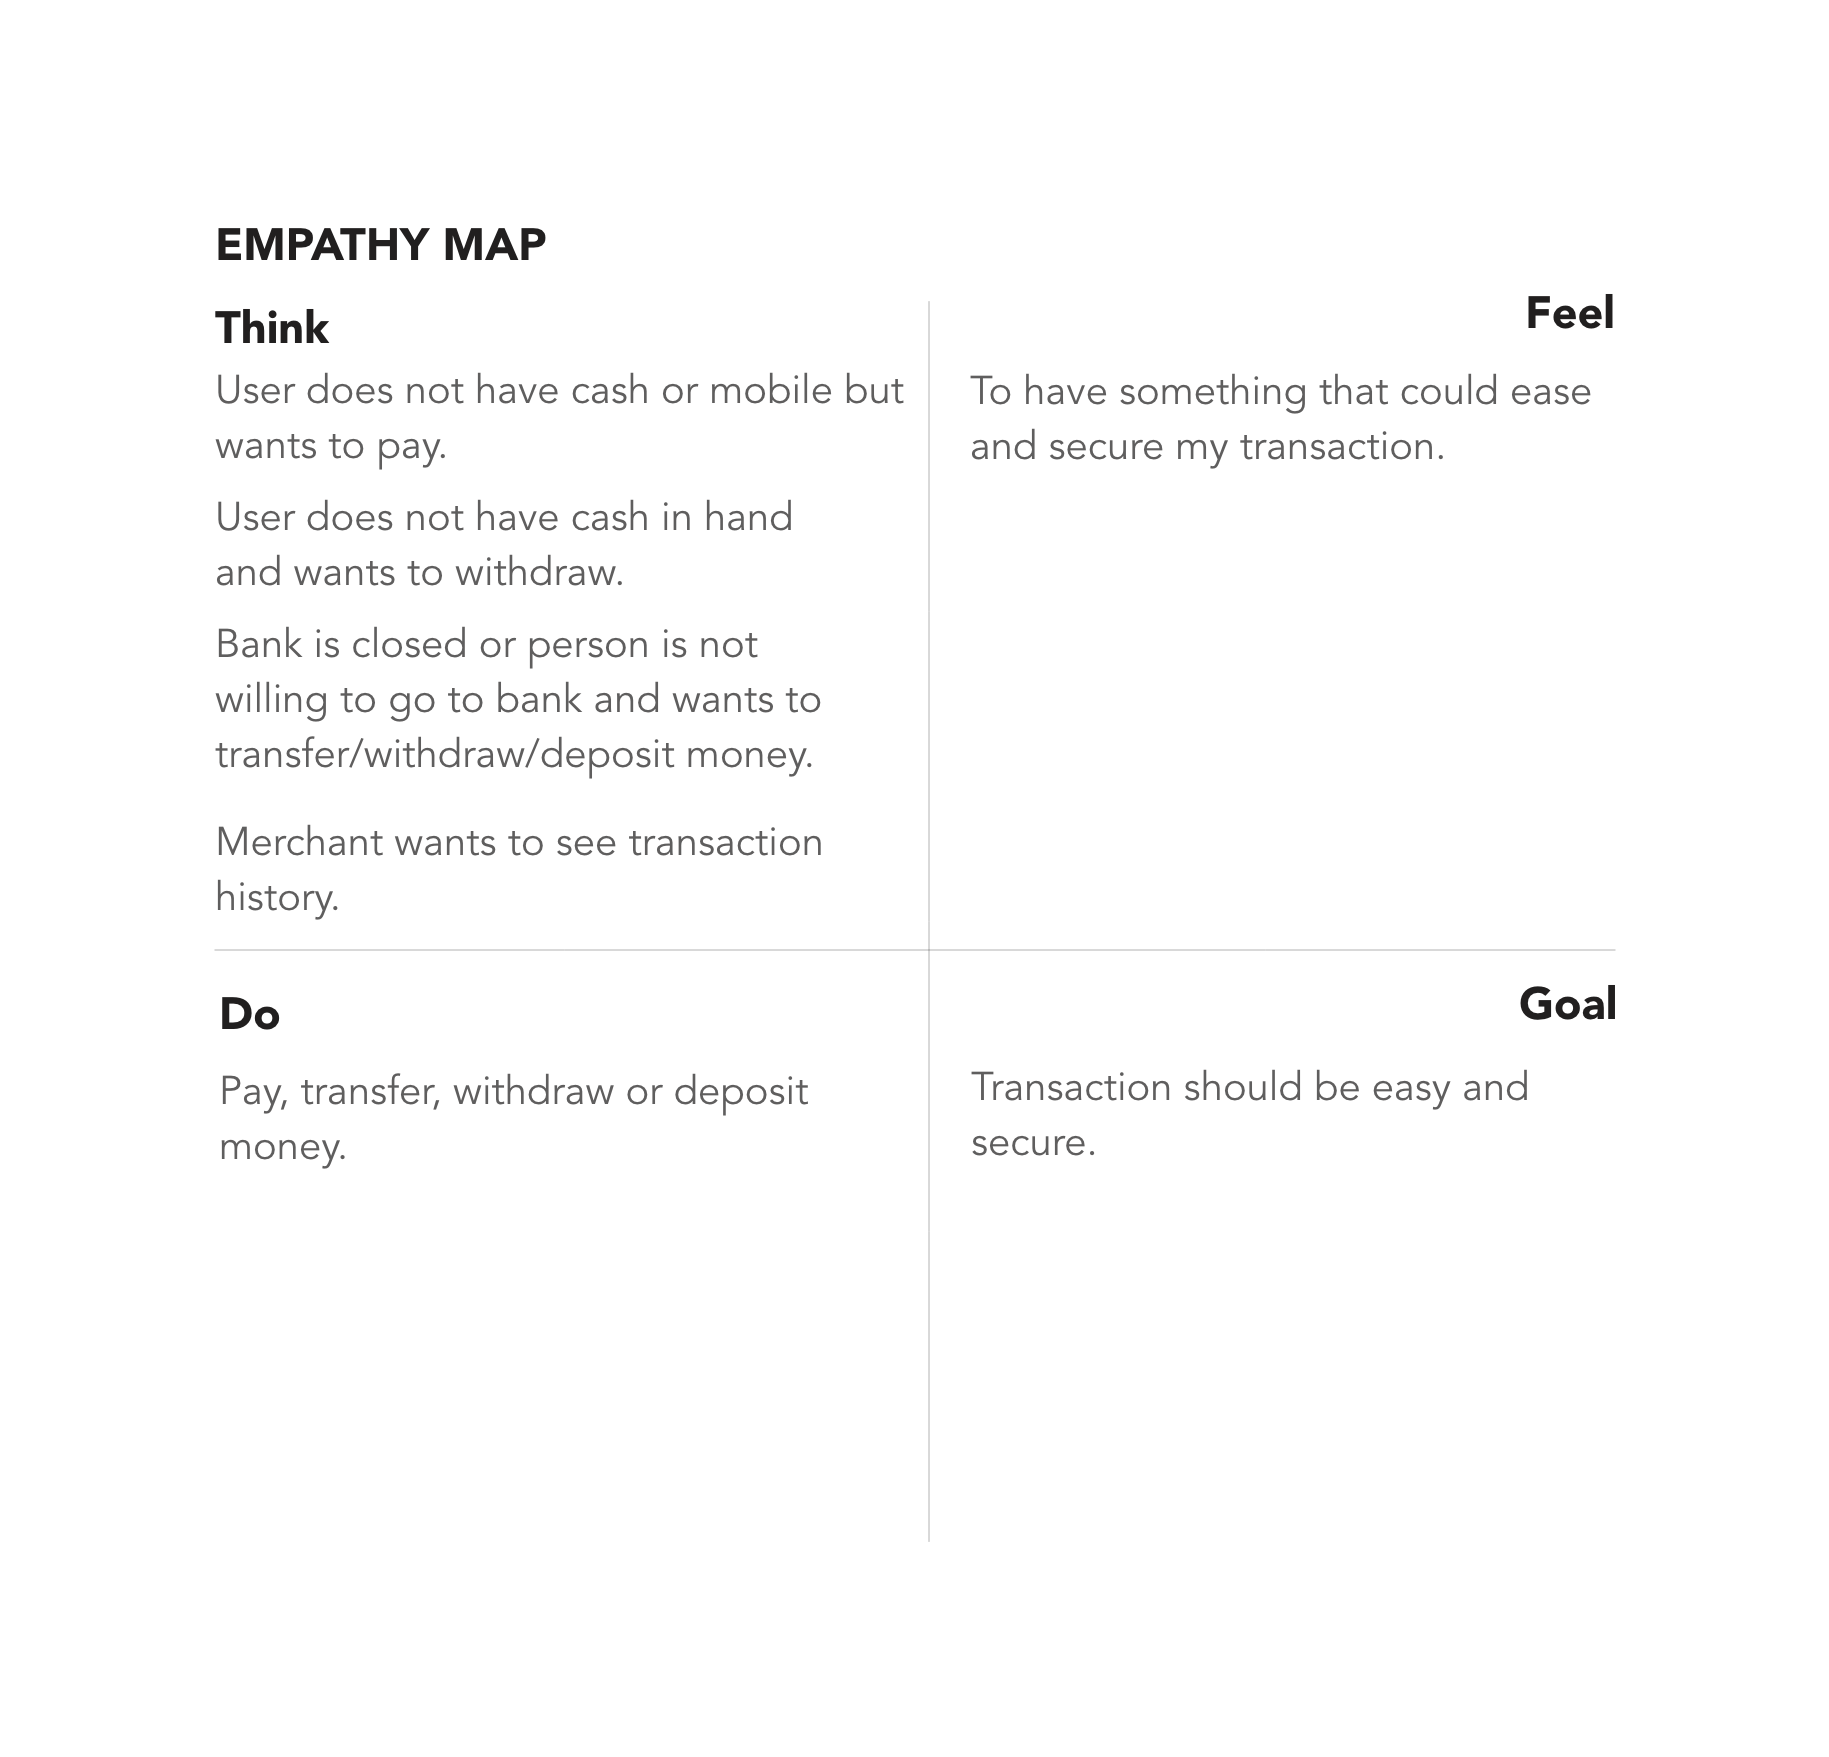 EMPATHY MAP
Think
User does not have cash or mobile but
wants to pay.
User does not have cash in hand
and wants to withdraw.
Bank is closed or person is not
willing to go to bank and wants to
transfer/withdraw/deposit money.
Merchant wants to see transaction
history.
Feel
To have something that could ease
and secure my transaction.
Do
Pay, transfer, withdraw or deposit
money.
Goal
Transaction should be easy and
secure.